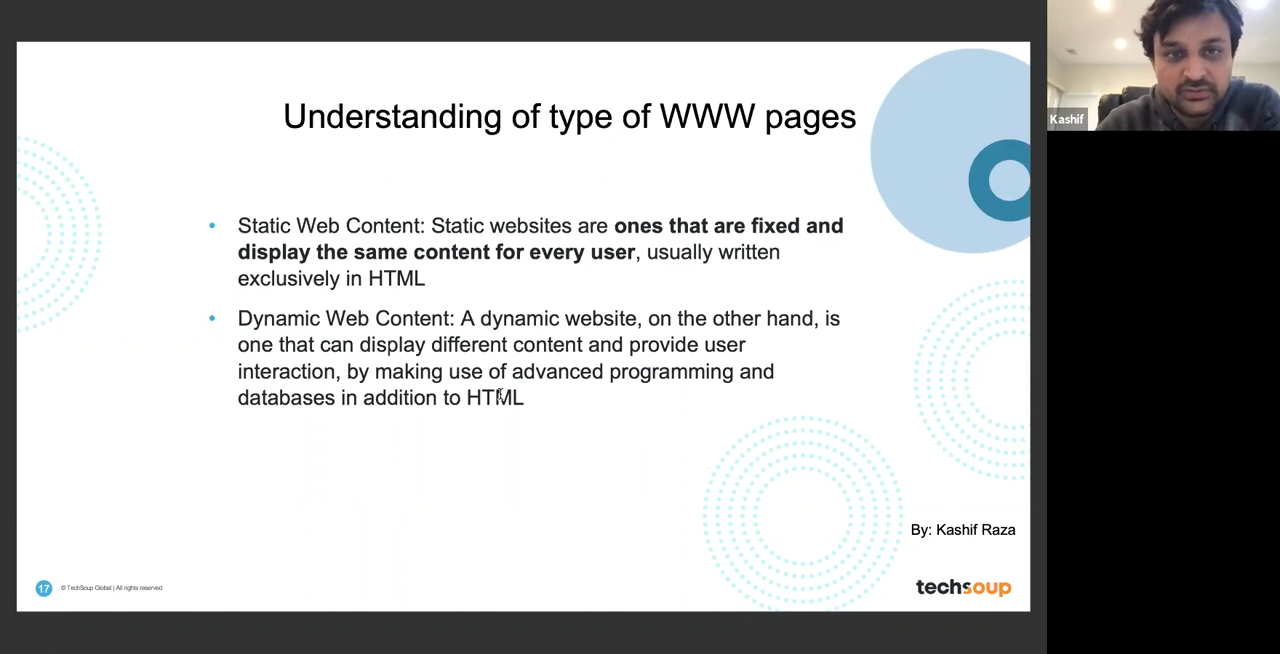 Understanding of type of WWW pages
Kashif
• Static Web Content: Static websites are ones that are fixed and
display the same content for every user, usually written
exclusively in HTML
• Dynamic Web Content: A dynamic website, on the other hand, is
one that can display different content and provide user
interaction, by making use of advanced programming and
databases in addition to HTML
By: Kashif Raza
17
© TechSoup Global | All rights reserved
techsoup